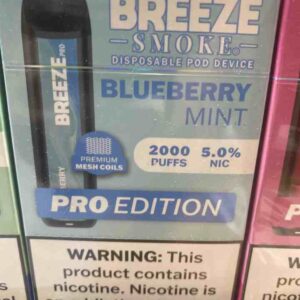 BREEZE
SMOKE
DISPOSABLE POD DEVICE
BLUEBERRY
MINT
BREEZE PRO
PREMIUM
MESH COILS
2000
PUFFS
5.0%
NIC
PRO EDITION
WARNING: This
product contains
nicotine. Nicotine is